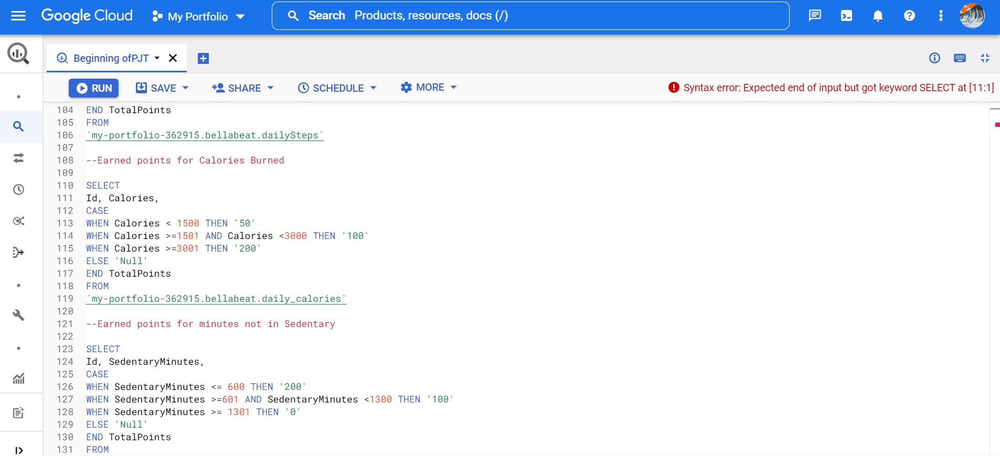 Google Cloud My Portfolio Search Products, resources, docs (/)
Beginning ofPJT
RUN SAVE SHARE SCHEDULE MORE Syntax error: Expected end of input but got keyword SELECT at [11:1]
104 END TotalPoints
105 FROM
106 `my-portfolio-362915.bellabeat.dailySteps`
107
108 --Earned points for Calories Burned
109
110 SELECT
111 Id, Calories,
112 CASE
113 WHEN Calories < 1500 THEN '50'
114 WHEN Calories >=1501 AND Calories <3000 THEN '100'
115 WHEN Calories >=3001 THEN '200'
116 ELSE 'Null'
117 END TotalPoints
118 FROM
119 `my-portfolio-362915.bellabeat.daily_calories`
120
121 --Earned points for minutes not in Sedentary
122
123 SELECT
124 Id, SedentaryMinutes,
125 CASE
126 WHEN SedentaryMinutes <= 600 THEN '200'
127 WHEN SedentaryMinutes >=601 AND SedentaryMinutes <1300 THEN '100'
128 WHEN SedentaryMinutes >= 1301 THEN '0'
129 ELSE 'Null'
130 END TotalPoints
131 FROM